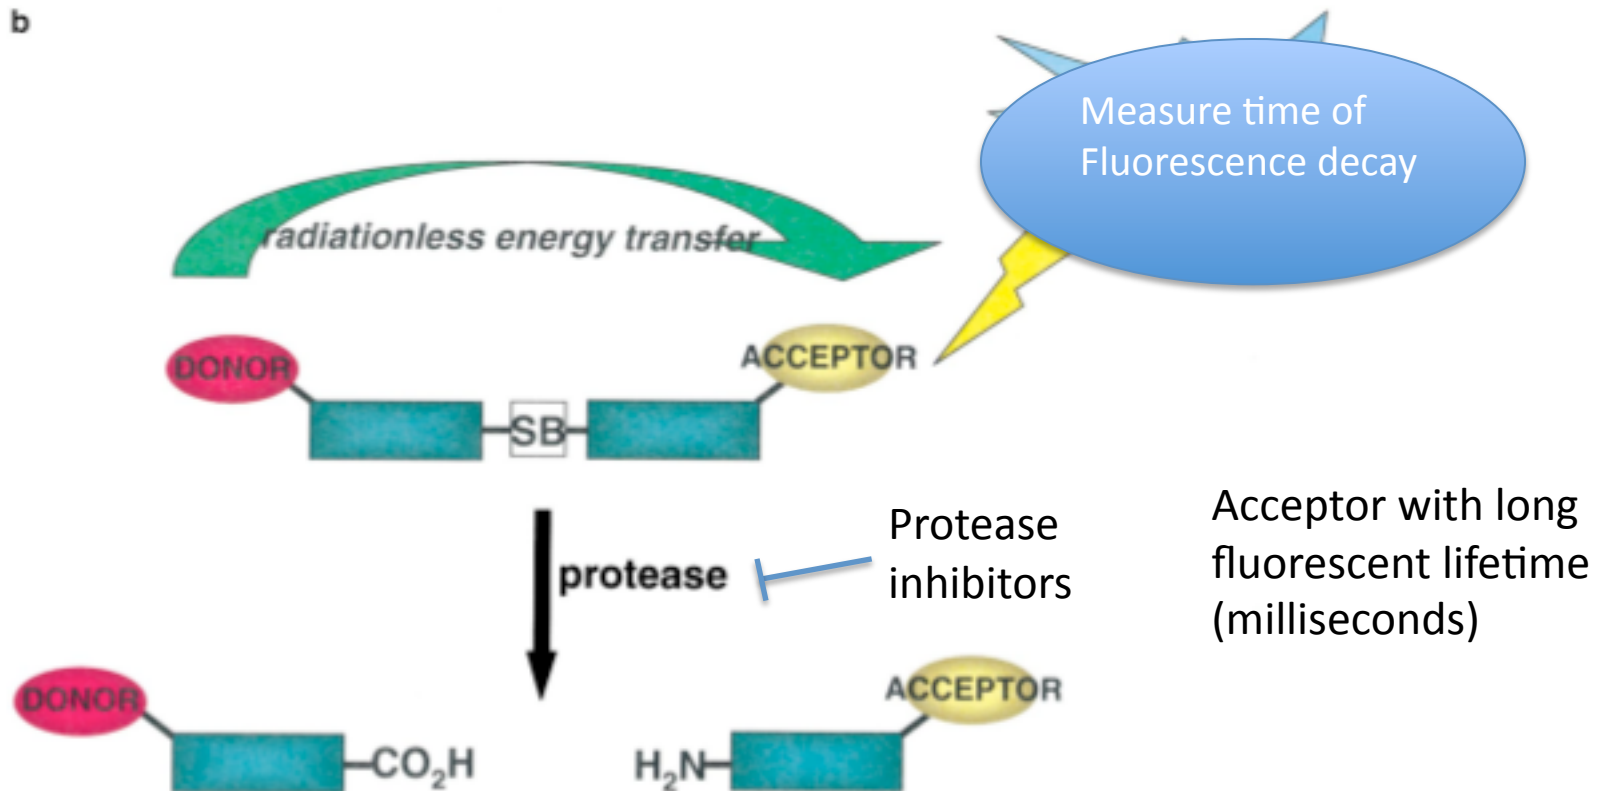 b
Measure time of
Fluorescence decay
radiationless energy transfer
DONOR
ACCEPTOR
SB
protease
Protease
inhibitors
Acceptor with long
fluorescent lifetime
(milliseconds)
DONOR
ACCEPTOR
CO₂H
H₂N